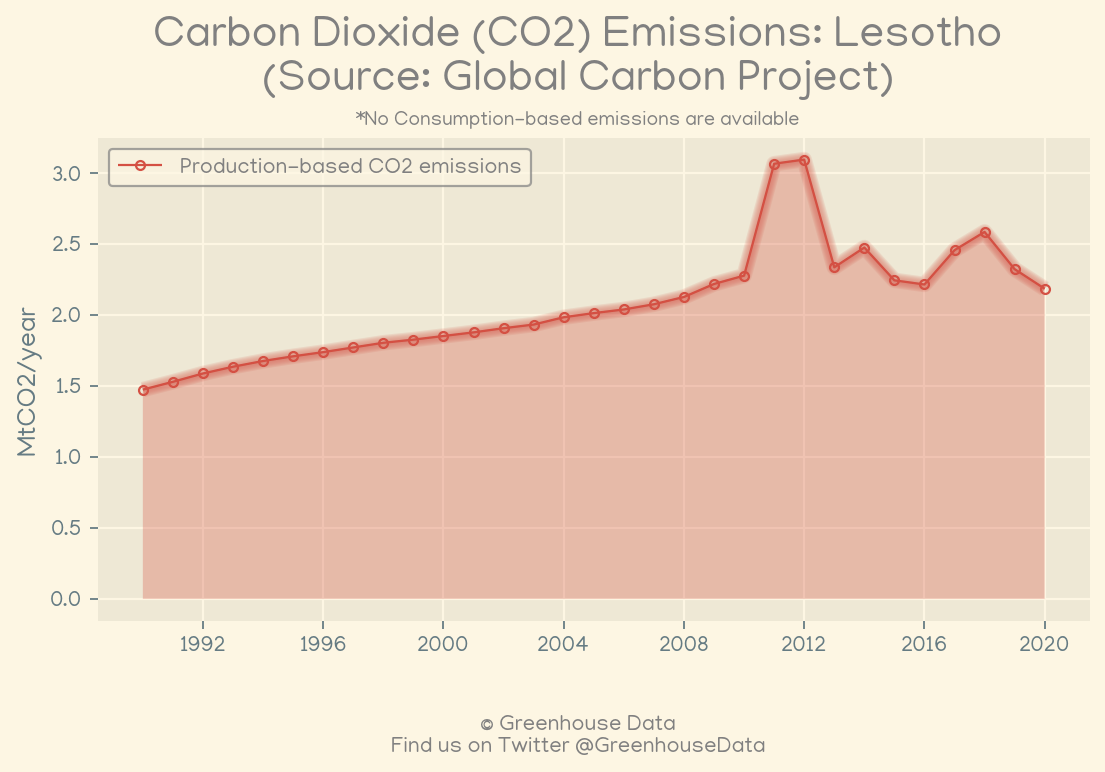 Carbon Dioxide (CO2) Emissions: Lesotho
(Source: Global Carbon Project)
*No Consumption-based emissions are available
Production-based CO2 emissions
MtCO2/year
3.0
2.5
2.0
1.5
1.0
0.5
0.0
1992 1996 2000 2004 2008 2012 2016 2020
© Greenhouse Data
Find us on Twitter @GreenhouseData